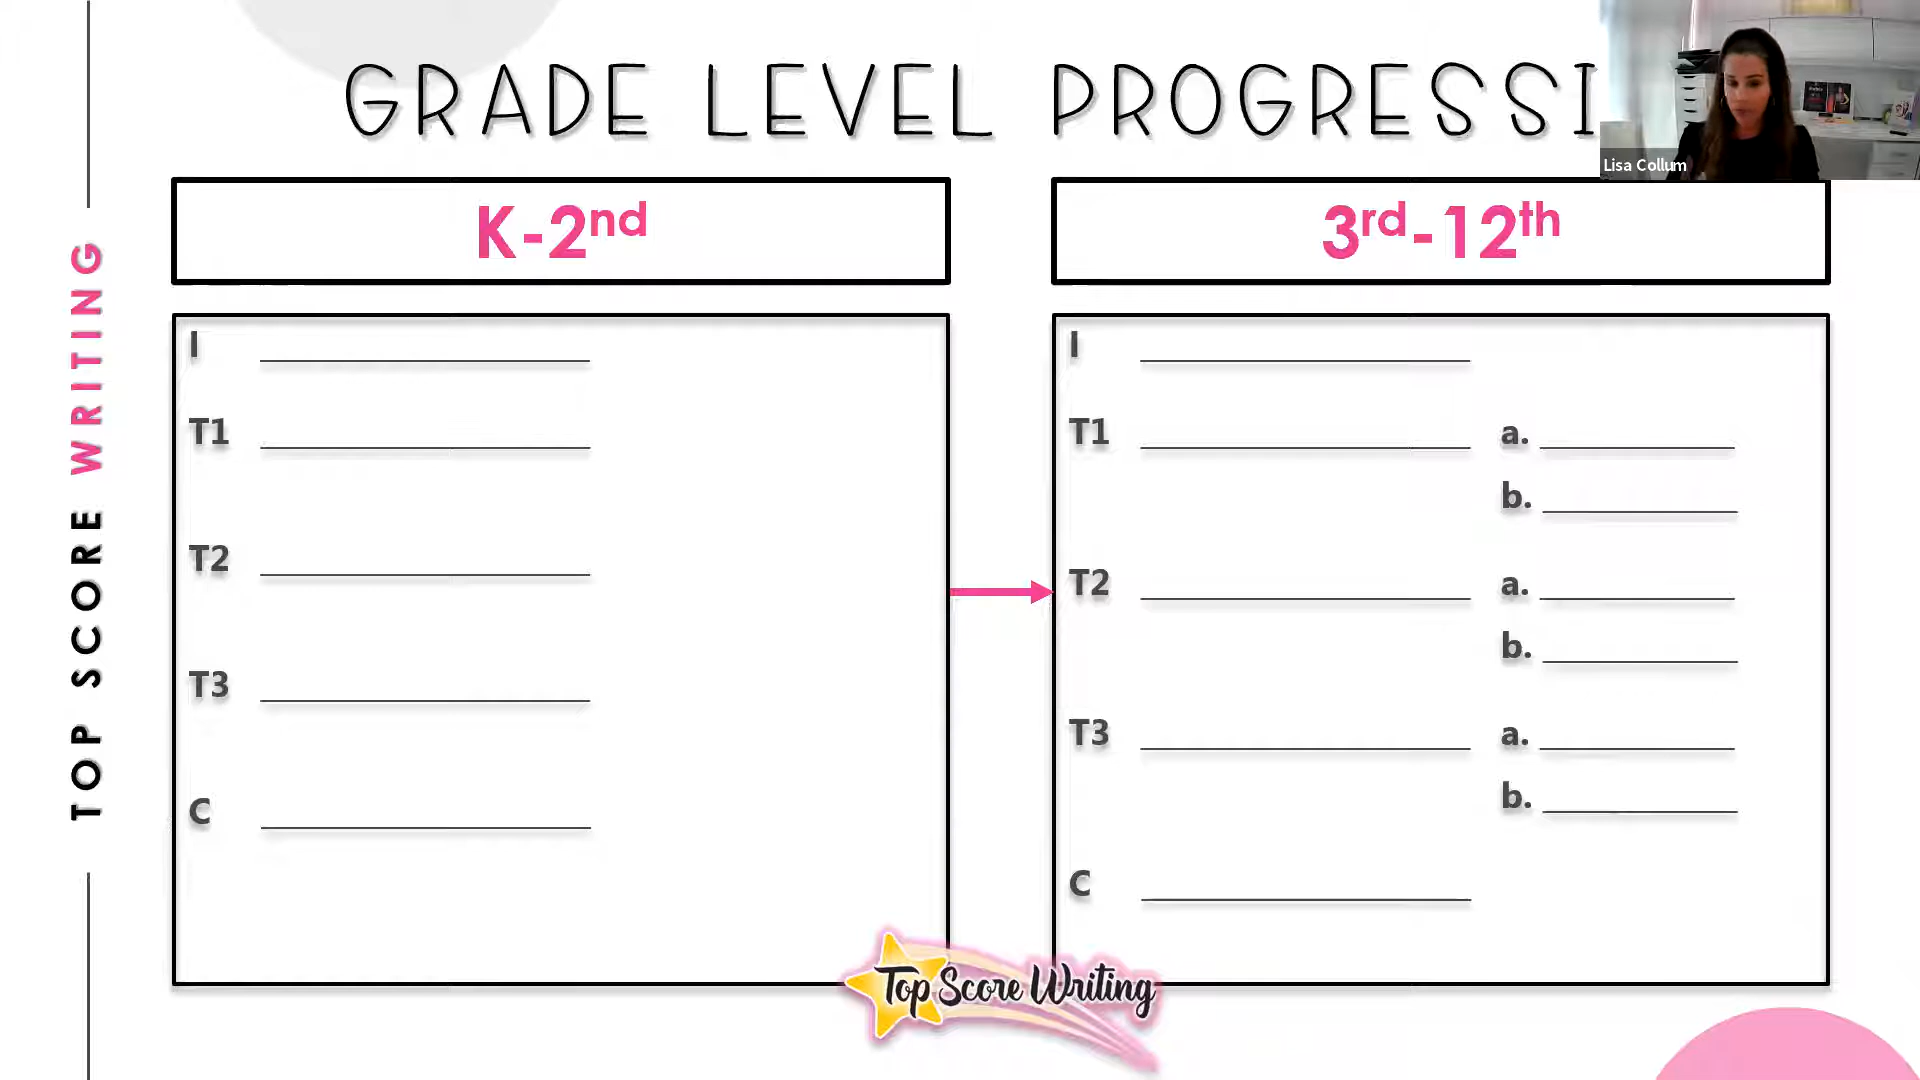 GRADE LEVEL PROGRESSI
Lisa Collum
TOP SCORE WRITING
K-2nd
I
T1
T2
T3
C
3rd-12th
I
T1 a.
b.
T2 a.
b.
T3 a.
b.
C
Top Score Writing